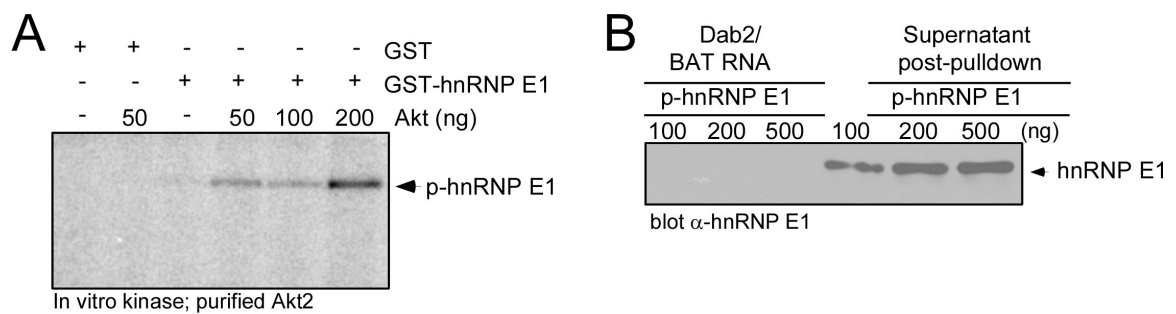 A
+ + - - - - GST
- - + + + + GST-hnRNP E1
- 50 - 50 100 200 Akt (ng)
p-hnRNP E1
In vitro kinase; purified Akt2
B
Dab2/
BAT RNA
Supernatant
post-pulldown
p-hnRNP E1 p-hnRNP E1
100 200 500 100 200 500 (ng)
hnRNP E1
blot α-hnRNP E1